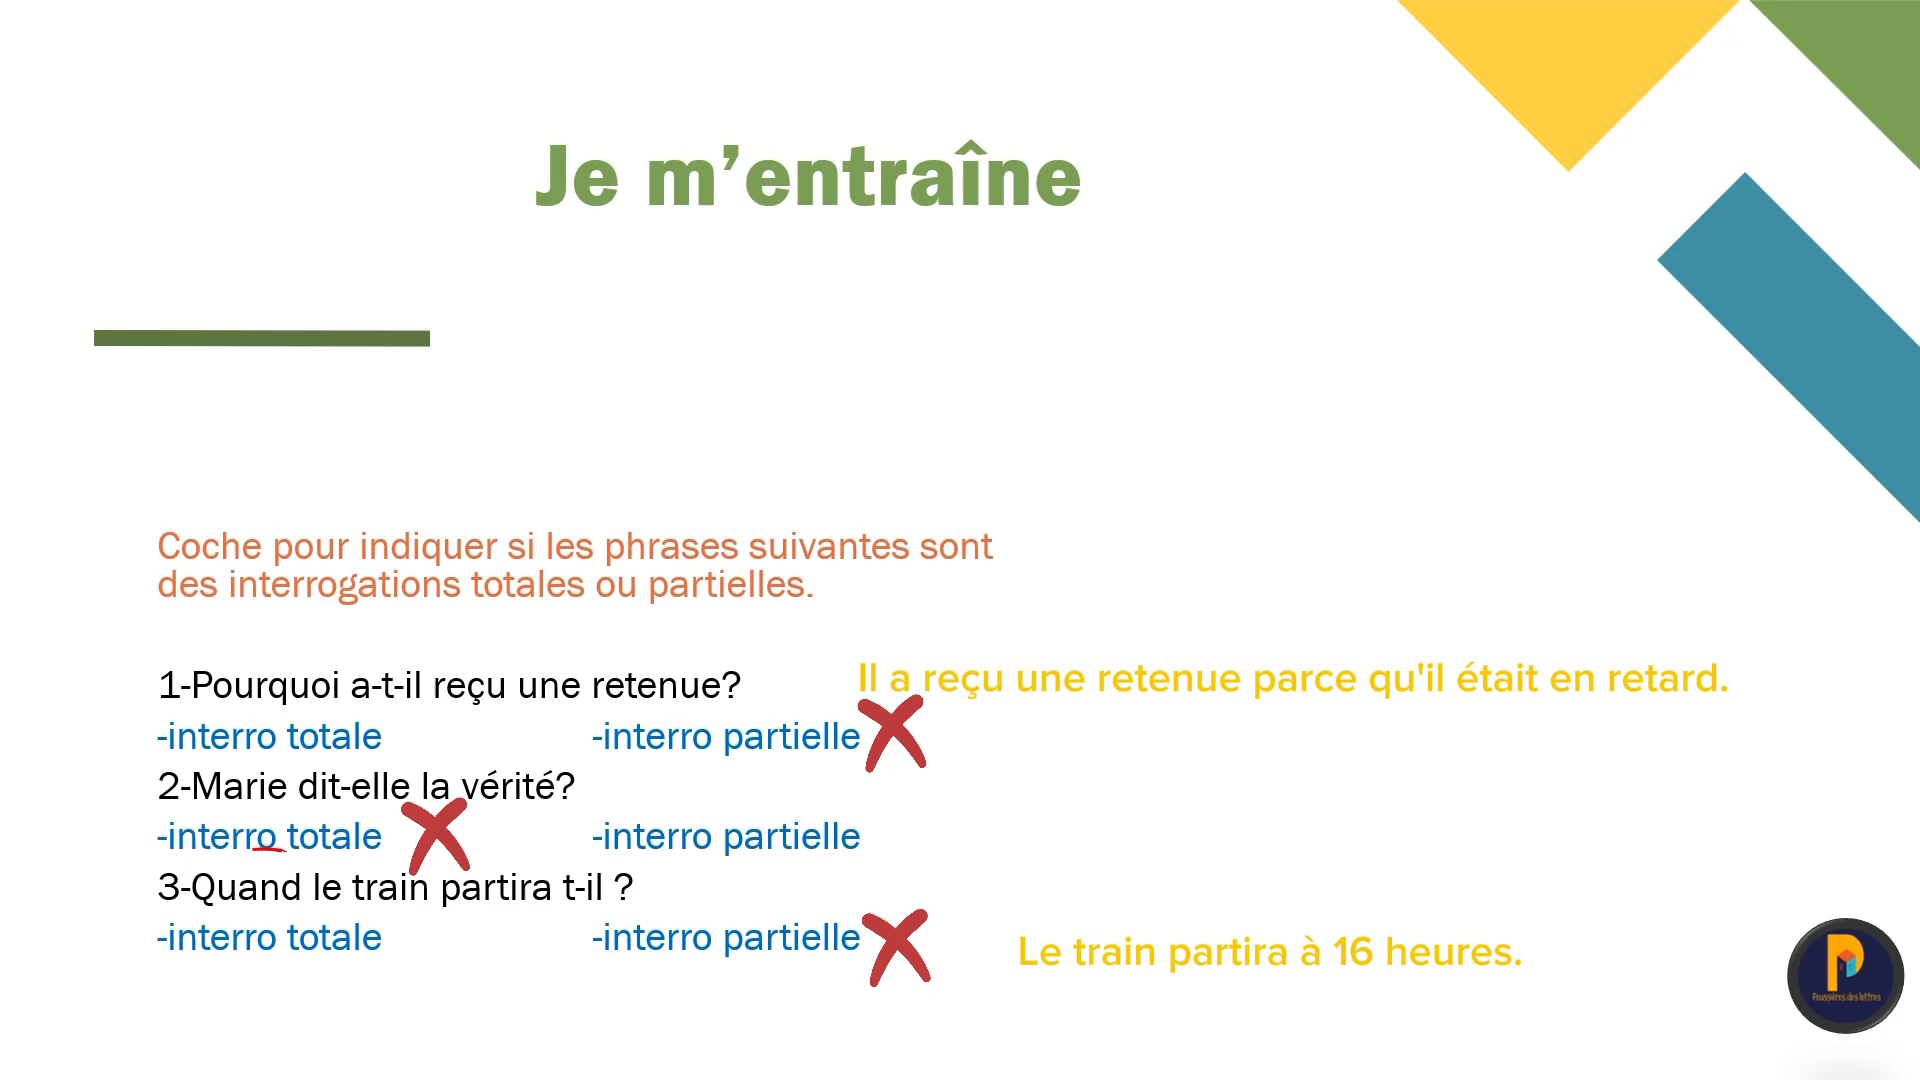 Je m’entraîne
Coche pour indiquer si les phrases suivantes sont
des interrogations totales ou partielles.
1-Pourquoi a-t-il reçu une retenue?
Il a reçu une retenue parce qu'il était en retard.
-interro totale -interro partielle
2-Marie dit-elle la vérité?
-interro totale -interro partielle
3-Quand le train partira t-il ?
-interro totale -interro partielle
Le train partira à 16 heures.
Poussières des lettres